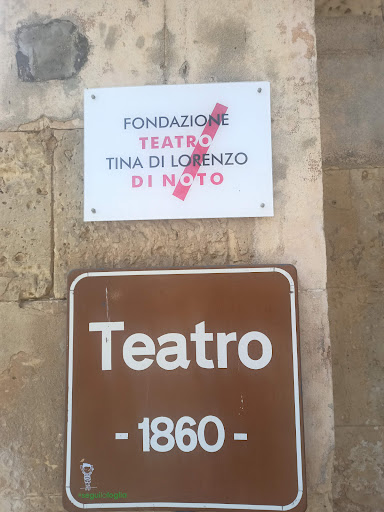 FONDAZIONE
TEATRO
TINA DI LORENZO
DI NOTO
Teatro
- 1860 -